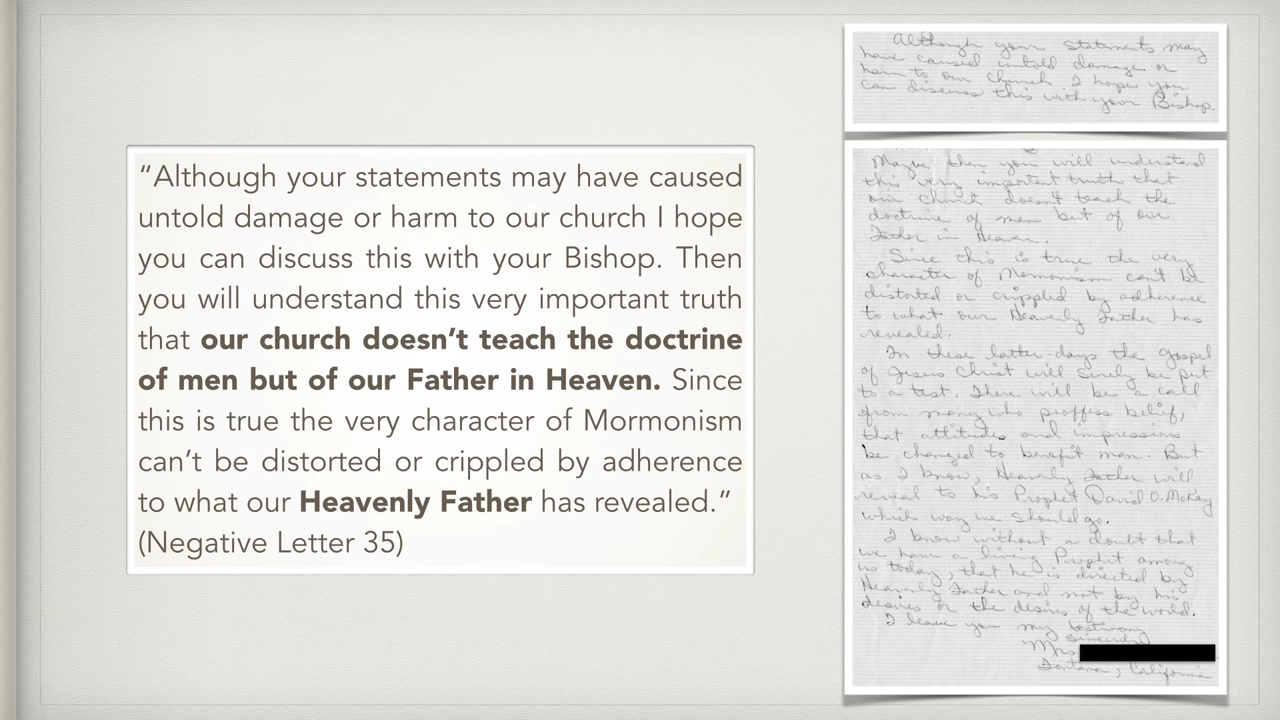 “Although your statements may have caused
untold damage or harm to our church I hope
you can discuss this with your Bishop. Then
you will understand this very important truth
that our church doesn’t teach the doctrine
of men but of our Father in Heaven. Since
this is true the very character of Mormonism
can’t be distorted or crippled by adherence
to what our Heavenly Father has revealed.”
(Negative Letter 35)
Although your statements may
have caused untold damage or
harm to our church I hope you
can discuss this with your Bishop.
Maybe then you will understand
this very important truth that
our church doesn't teach the
doctrine of men but of our
Father in Heaven.
Since this is true the very
character of Mormonism can't be
distorted or crippled by adherence
to what our Heavenly Father has
revealed.
In these latter-days the gospel
of Jesus Christ will surely be put
to a test. There will be a call
from many who proffess belief,
that attitudes and impressions
be changed to benefit man. But
as I know, Heavenly Father will
reveal to his Prophet David O. McKay
which way we should go.
I know without a doubt that
we have a living Prophet among
us today, that he is directed by
Heavenly Father and not by his
desires or the desires of the world.
I leave you my testimony
Sincerely
Mrs
Fontana, California